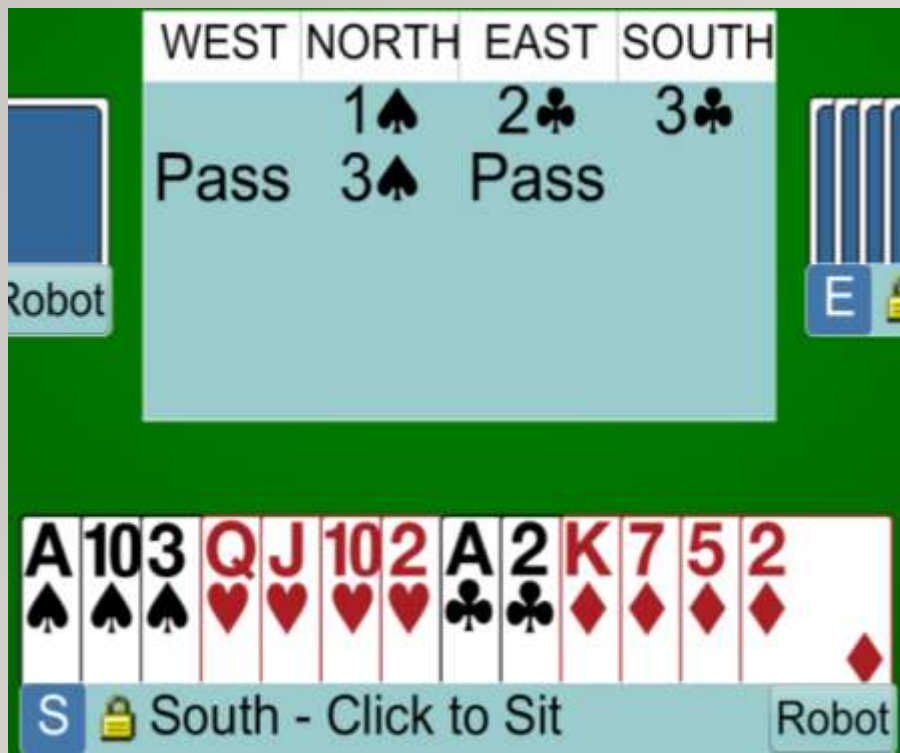 WEST NORTH EAST SOUTH
1♠ 2♣ 3♣
Pass 3♠ Pass
Robot
E
A 10 3 Q J 10 2 A 2 K 7 5 2
♠ ♠ ♠ ♥ ♥ ♥ ♥ ♣ ♣ ♦ ♦ ♦ ♦
♦
S South - Click to Sit Robot